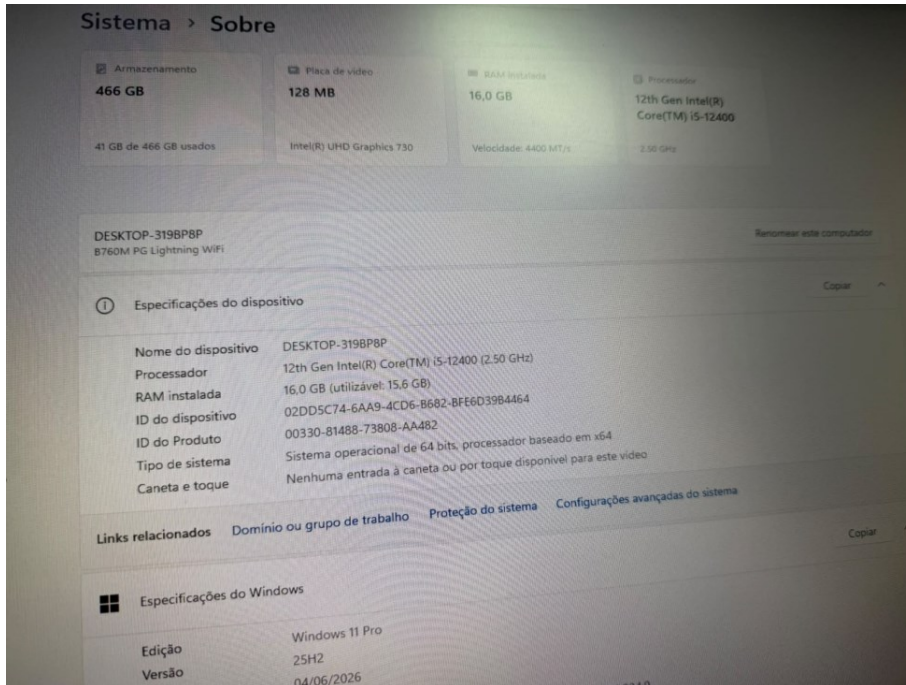 Sistema > Sobre
Armazenamento
466 GB
41 GB de 466 GB usados
Placa de vídeo
128 MB
Intel(R) UHD Graphics 730
RAM instalada
16,0 GB
Velocidade: 4400 MT/s
Processador
12th Gen Intel(R)
Core(TM) i5-12400
2.50 GHz
DESKTOP-319BPBP
B760M PG Lightning WiFi
Renomear este computador
Especificações do dispositivo
Copiar
Nome do dispositivo DESKTOP-319BPBP
Processador 12th Gen Intel(R) Core(TM) i5-12400 (2.50 GHz)
RAM instalada 16,0 GB (utilizável: 15,6 GB)
ID do dispositivo 02DD5C74-6AA9-4CD6-B682-BFE6D39B4464
ID do Produto 00330-81488-73808-AA482
Tipo de sistema Sistema operacional de 64 bits, processador baseado em x64
Caneta e toque Nenhuma entrada à caneta ou por toque disponível para este vídeo
Links relacionados Domínio ou grupo de trabalho Proteção do sistema Configurações avançadas do sistema
Especificações do Windows
Copiar
Edição Windows 11 Pro
Versão 25H2
04/06/2026